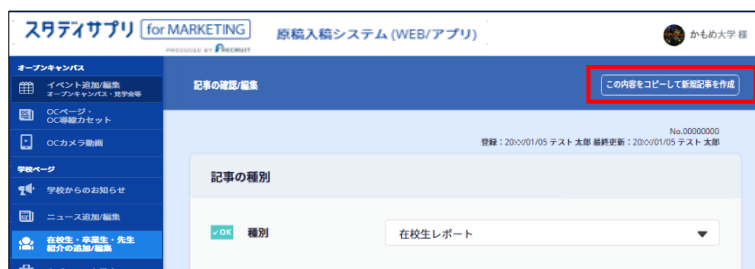 スタディサプリ for MARKETING
PRODUCED BY RECRUIT
原稿入稿システム (WEB/アプリ)
かもめ大学 様
オープンキャンパス
イベント追加/編集
オープンキャンパス・見学会等
OCページ・
OC導線カセット
OCカメラ動画
学校ページ
学校からのお知らせ
ニュース追加/編集
在校生・卒業生・先生
紹介の追加/編集
記事の確認/編集
この内容をコピーして新規記事を作成
No.00000000
登録：20××/01/05 テスト 太郎 最終更新：20××/01/05 テスト 太郎
記事の種別
✓OK 種別
在校生レポート